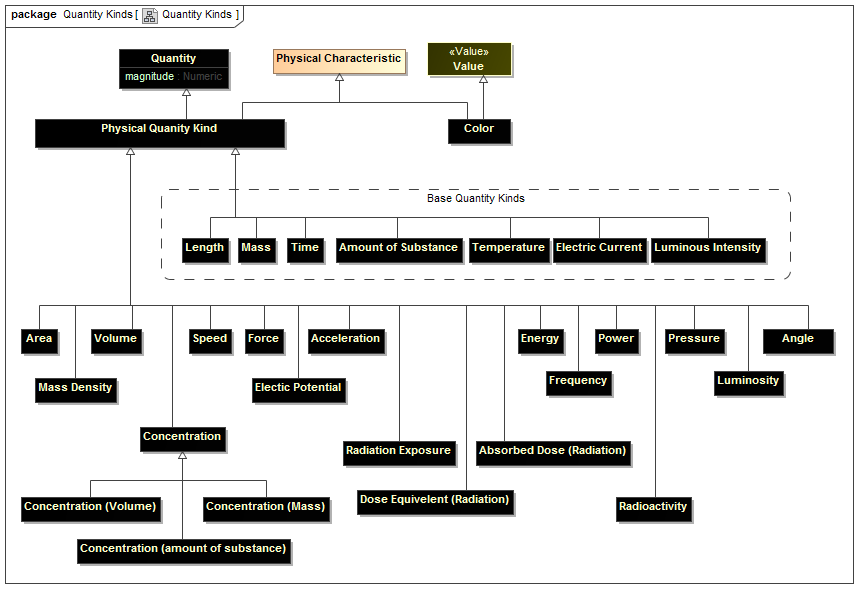 package Quantity Kinds [ Quantity Kinds ]
Quantity
magnitude : Numeric
Physical Characteristic
«Value»
Value
Physical Quanity Kind
Color
Base Quantity Kinds
Length
Mass
Time
Amount of Substance
Temperature
Electric Current
Luminous Intensity
Area
Volume
Speed
Force
Acceleration
Energy
Power
Pressure
Angle
Mass Density
Electic Potential
Frequency
Luminosity
Concentration
Radiation Exposure
Absorbed Dose (Radiation)
Concentration (Volume)
Concentration (Mass)
Dose Equivelent (Radiation)
Radioactivity
Concentration (amount of substance)